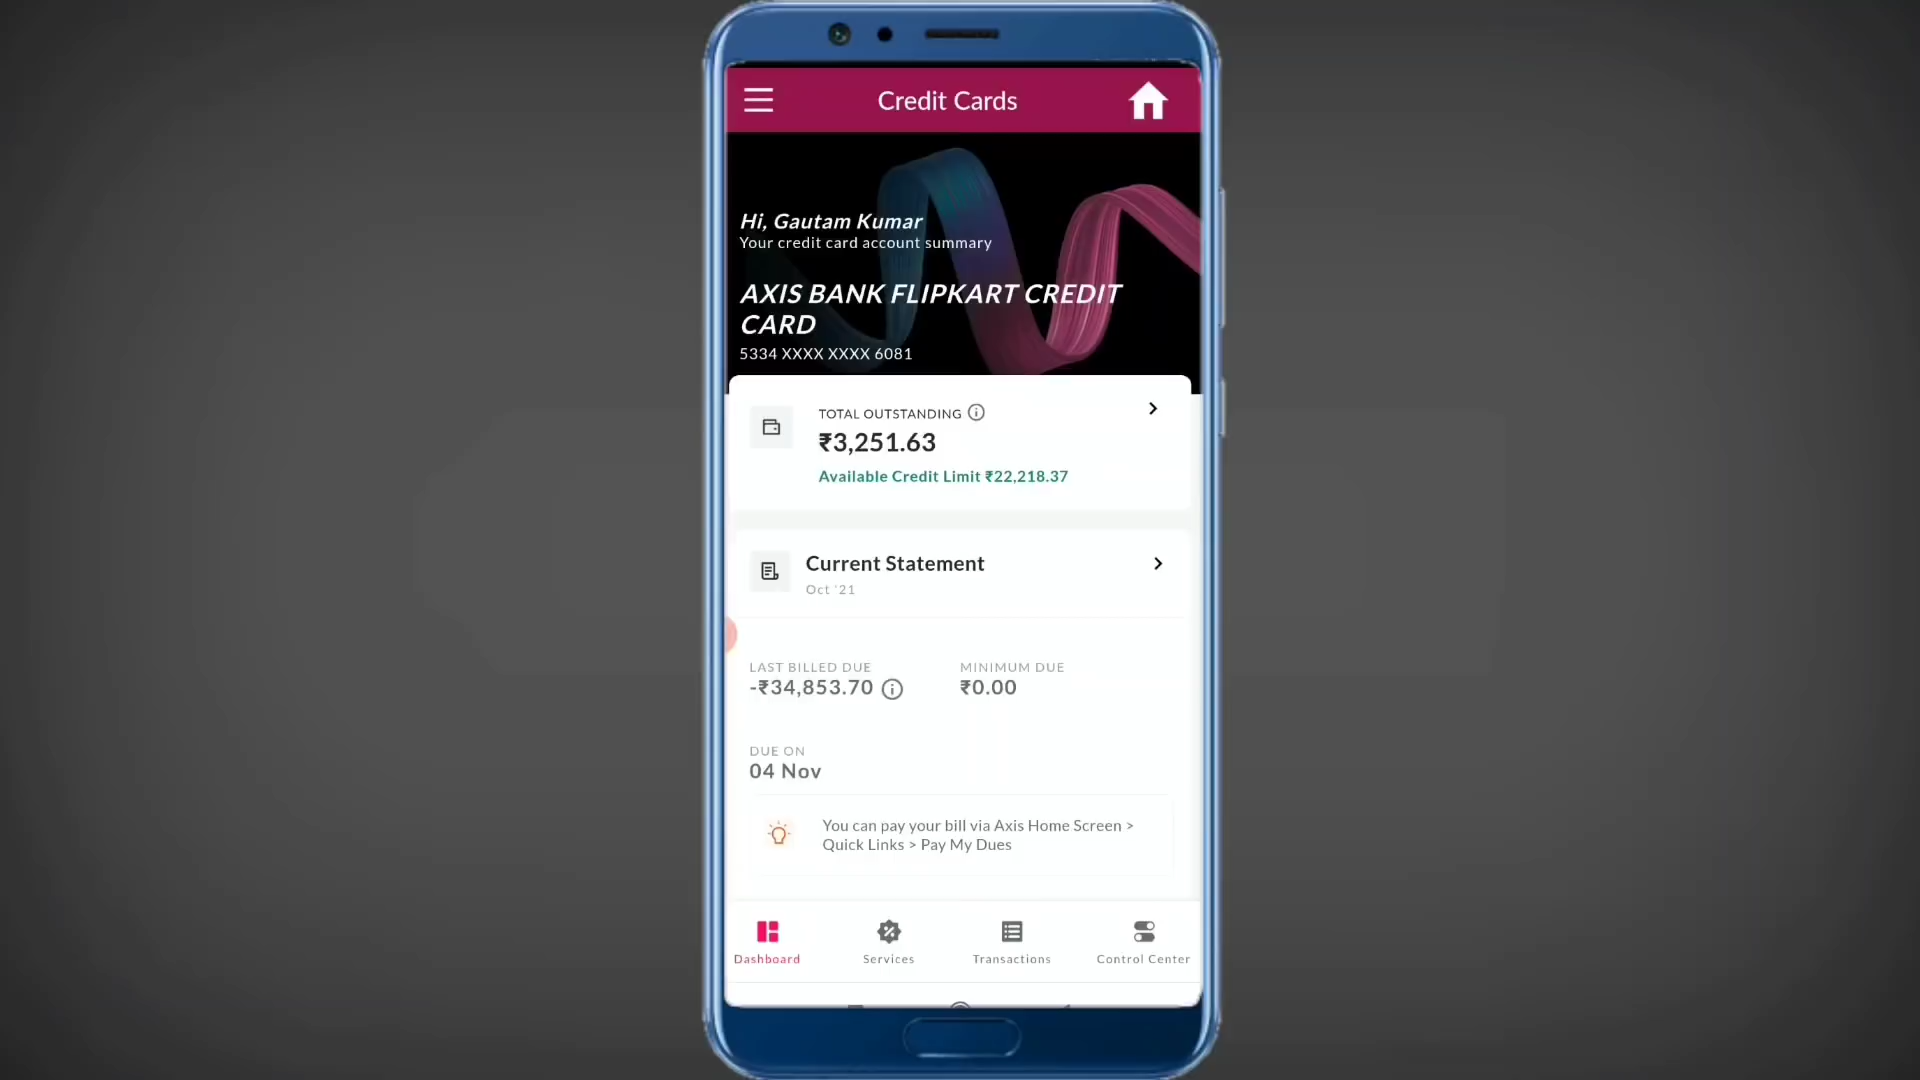 Credit Cards
Hi, Gautam Kumar
Your credit card account summary
AXIS BANK FLIPKART CREDIT
CARD
5334 XXXX XXXX 6081
TOTAL OUTSTANDING
₹3,251.63
Available Credit Limit ₹22,218.37
Current Statement
Oct '21
LAST BILLED DUE
-₹34,853.70
MINIMUM DUE
₹0.00
DUE ON
04 Nov
You can pay your bill via Axis Home Screen >
Quick Links > Pay My Dues
Dashboard
Services
Transactions
Control Center